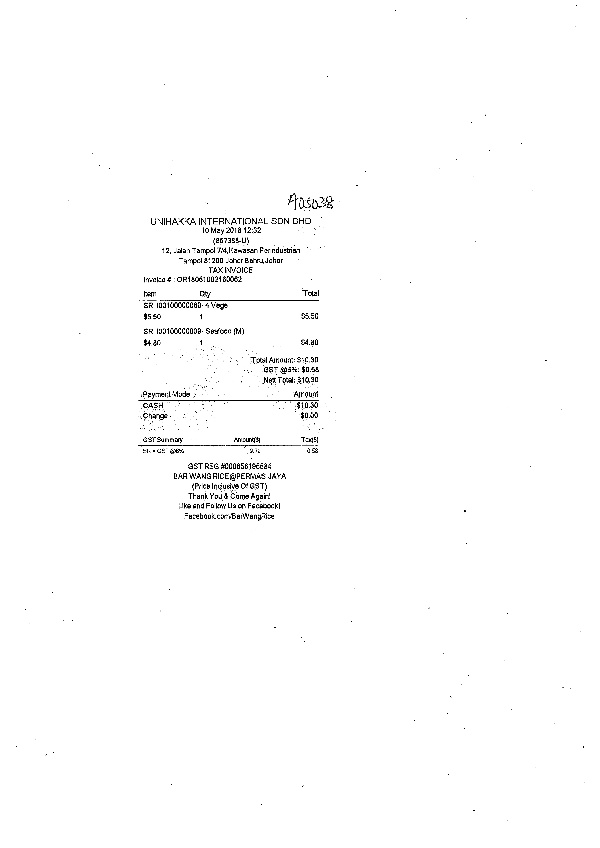 UNIHAKKA INTERNATIONAL SDN BHD
10 May 2018 12:52
(867388-U)
12, Jalan Tampoi 7/4,Kawasan Perindustrian
Tampoi 81200 Johor Bahru,Johor
TAX INVOICE
Invoice # : OR18051002180062
Item Qty Total
SR I00100000060- 4 Vege
$5.50 1 $5.50
SR I00100000009- Seafood (M)
$4.80 1 $4.80
Total Amount: $10.30
GST @6%: $0.58
Nett Total: $10.30
Payment Mode Amount
CASH $10.30
Change $0.00
GST Summary Amount($) Tax($)
SR = GST @6% 9.72 0.58
GST REG #000656195584
BAR WANG RICE@PERMAS JAYA
(Price Inclusive Of GST)
Thank You & Come Again!
Like and Follow Us on Facebook!
Facebook.com/BarWangRice